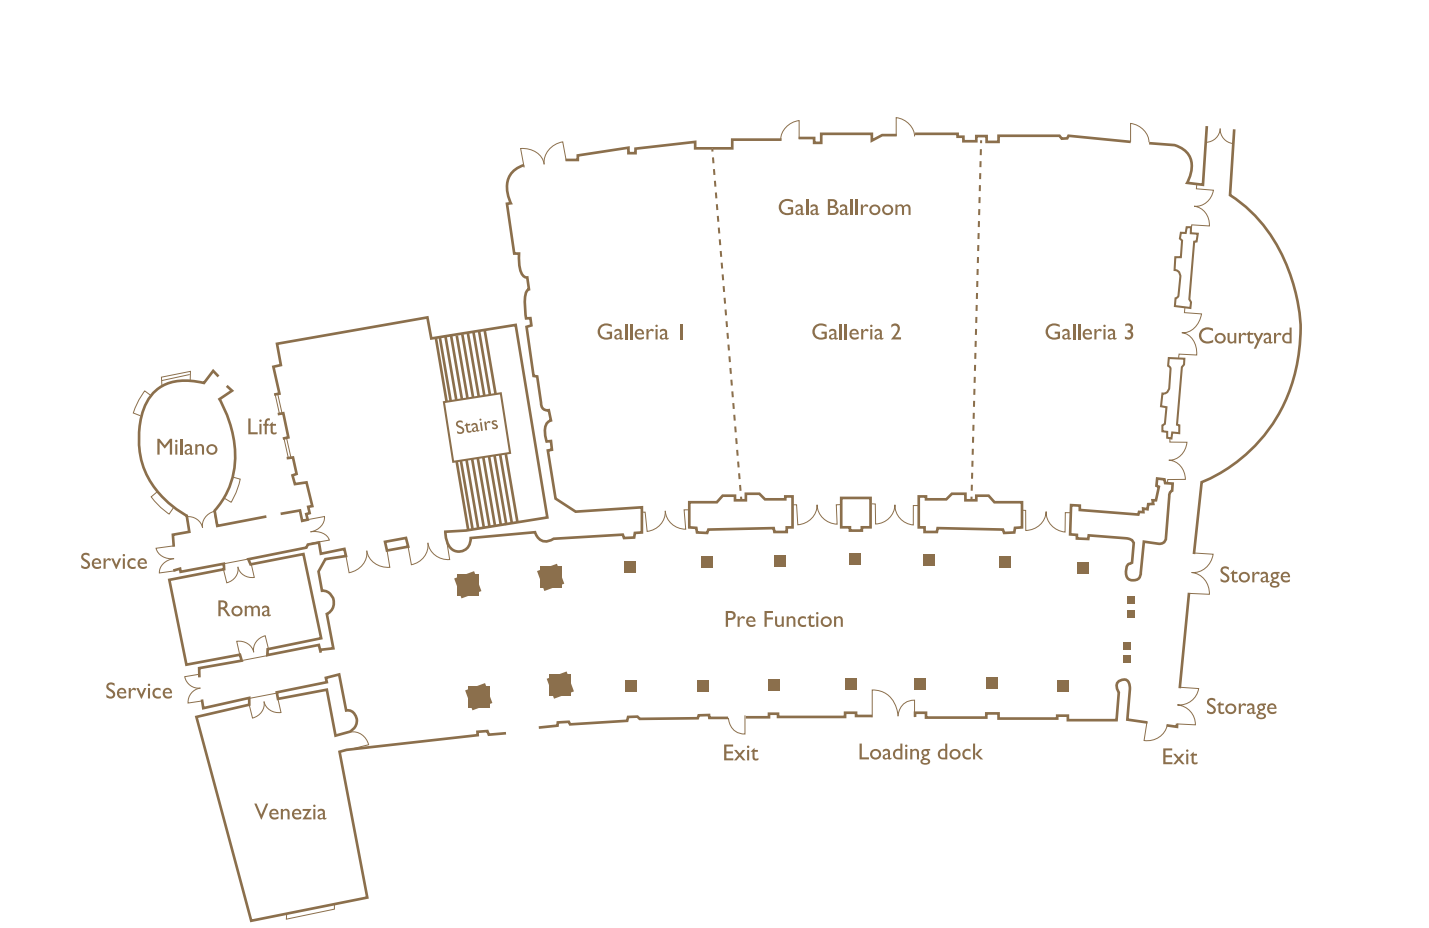 Gala Ballroom
Galleria 1
Galleria 2
Galleria 3
Courtyard
Stairs
Lift
Milano
Service
Storage
Roma
Pre Function
Service
Storage
Exit
Loading dock
Exit
Venezia